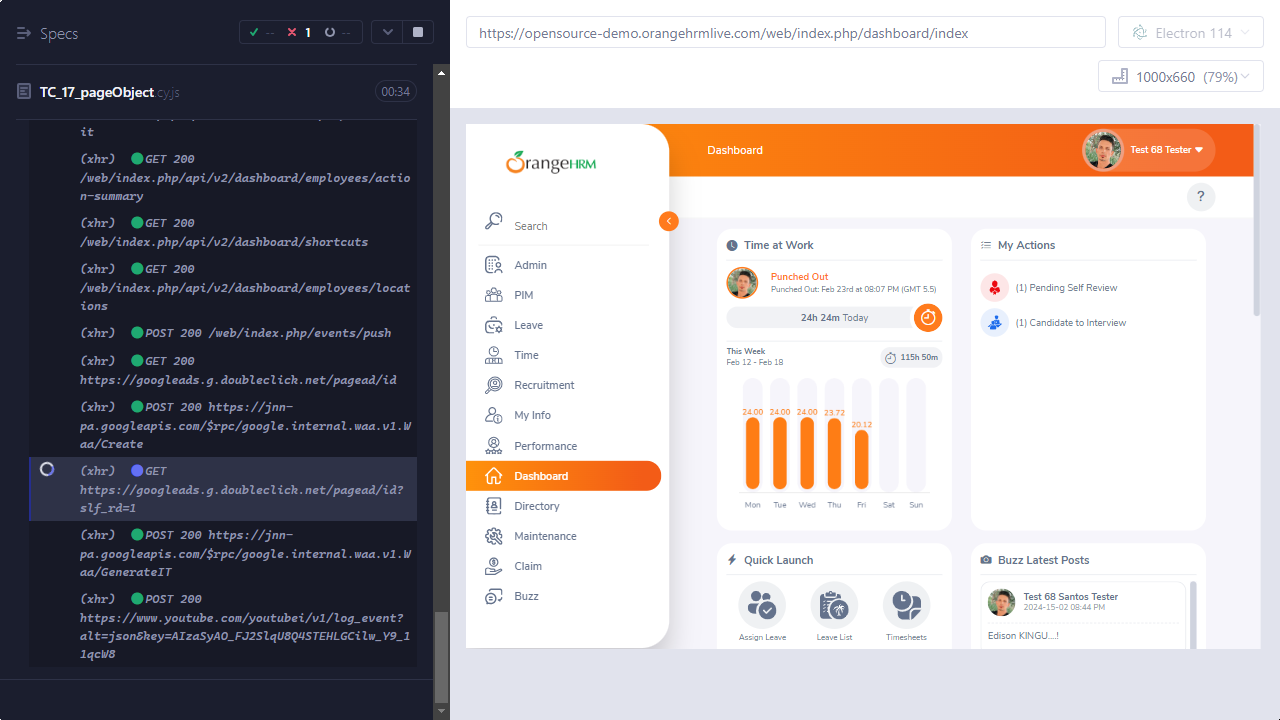 Specs
--
1
--
TC_17_pageObject.cy.js
00:34
it
(xhr) GET 200
/web/index.php/api/v2/dashboard/employees/actio
n-summary
(xhr) GET 200
/web/index.php/api/v2/dashboard/shortcuts
(xhr) GET 200
/web/index.php/api/v2/dashboard/employees/locat
ions
(xhr) POST 200 /web/index.php/events/push
(xhr) GET 200
https://googleads.g.doubleclick.net/pagead/id
(xhr) POST 200 https://jnn-
pa.googleapis.com/$rpc/google.internal.waa.v1.W
aa/Create
(xhr) GET
https://googleads.g.doubleclick.net/pagead/id?
slf_rd=1
(xhr) POST 200 https://jnn-
pa.googleapis.com/$rpc/google.internal.waa.v1.W
aa/GenerateIT
(xhr) POST 200
https://www.youtube.com/youtubei/v1/log_event?
alt=json&key=AIzaSyAO_FJ2SlqU8Q4STEHLGCilw_Y9_1
1qcW8
https://opensource-demo.orangehrmlive.com/web/index.php/dashboard/index
Electron 114
1000x660 (79%)
OrangeHRM
Search
Admin
PIM
Leave
Time
Recruitment
My Info
Performance
Dashboard
Directory
Maintenance
Claim
Buzz
Dashboard
Test 68 Tester
?
Time at Work
Punched Out
Punched Out: Feb 23rd at 08:07 PM (GMT 5.5)
24h 24m Today
This Week
Feb 12 - Feb 18
115h 50m
24.00 24.00 24.00 23.72 20.12
Mon Tue Wed Thu Fri Sat Sun
My Actions
(1) Pending Self Review
(1) Candidate to Interview
Quick Launch
Assign Leave
Leave List
Timesheets
Buzz Latest Posts
Test 68 Santos Tester
2024-15-02 08:44 PM
Edison KINGU....!